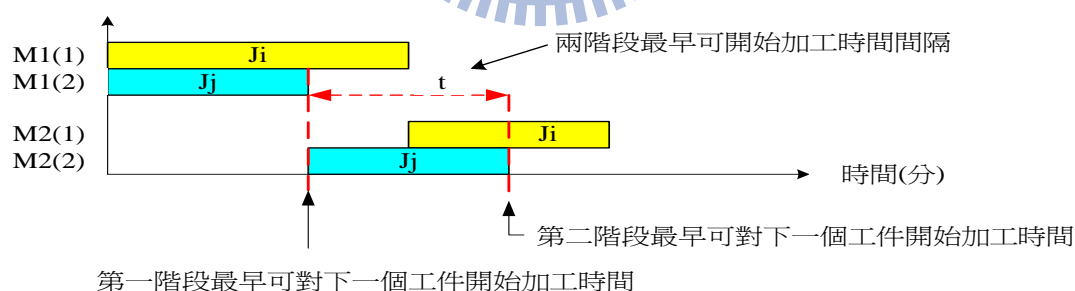 M1(1)
Ji
兩階段最早可開始加工時間間隔
M1(2)
Jj
t
M2(1)
Ji
M2(2)
Jj
時間(分)
第二階段最早可對下一個工件開始加工時間
第一階段最早可對下一個工件開始加工時間